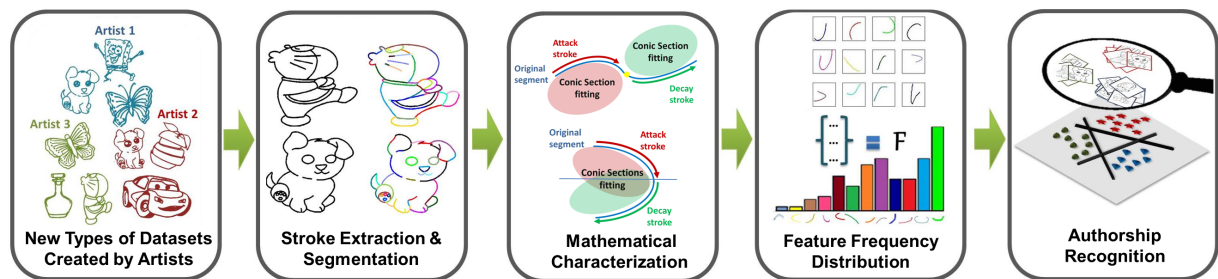 Artist 1
Artist 2
Artist 3
New Types of Datasets
Created by Artists
Stroke Extraction &
Segmentation
Attack
stroke
Conic Section
fitting
Original
segment
Conic Section
fitting
Decay
stroke
Original
segment
Attack
stroke
Conic Sections
fitting
Decay
stroke
Mathematical
Characterization
{ ... ... } = F
Feature Frequency
Distribution
Authorship
Recognition